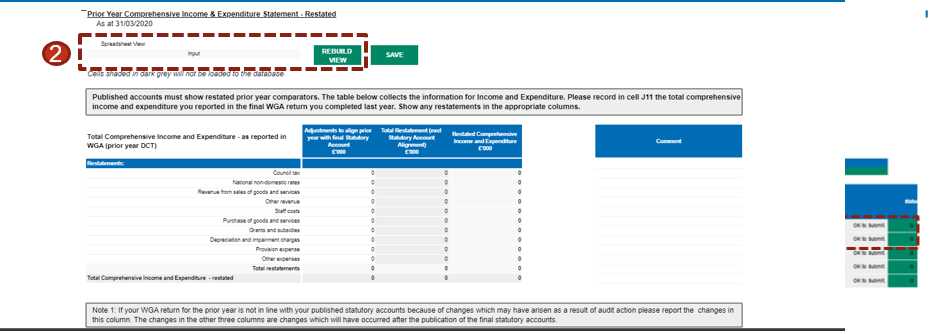 Prior Year Comprehensive Income & Expenditure Statement - Restated
As at 31/03/2020
2
Spreadsheet View:
Input
REBUILD VIEW
SAVE
Cells shaded in dark grey will not be loaded to the database.
Published accounts must show restated prior year comparators. The table below collects the information for Income and Expenditure. Please record in cell J11 the total comprehensive
income and expenditure you reported in the final WGA return you completed last year. Show any restatements in the appropriate columns.
Total Comprehensive Income and Expenditure - as reported in
WGA (prior year DCT)
Adjustments to align prior
year with final Statutory
Account
£'000
Total Restatement (excl
Statutory Account
Alignment)
£'000
Restated Comprehensive
Income and Expenditure
£'000
Comment
Restatements:
Council tax 0 0 0
National non-domestic rates 0 0 0
Revenue from sales of goods and services 0 0 0
Other revenue 0 0 0
Staff costs 0 0 0
Purchase of goods and services 0 0 0
Grants and subsidies 0 0 0
Depreciation and impairment charges 0 0 0
Provision expense 0 0 0
Other expenses 0 0 0
Total restatements 0 0 0
Total Comprehensive Income and Expenditure - restated 0 0 0
Note 1: If your WGA return for the prior year is not in line with your published statutory accounts because of changes which may have arisen as a result of audit action please report the changes in
this column. The changes in the other three columns are changes which will have occurred after the publication of the final statutory accounts.
OK to Submit:
OK to Submit:
OK to Submit:
OK to Submit:
OK to Submit: